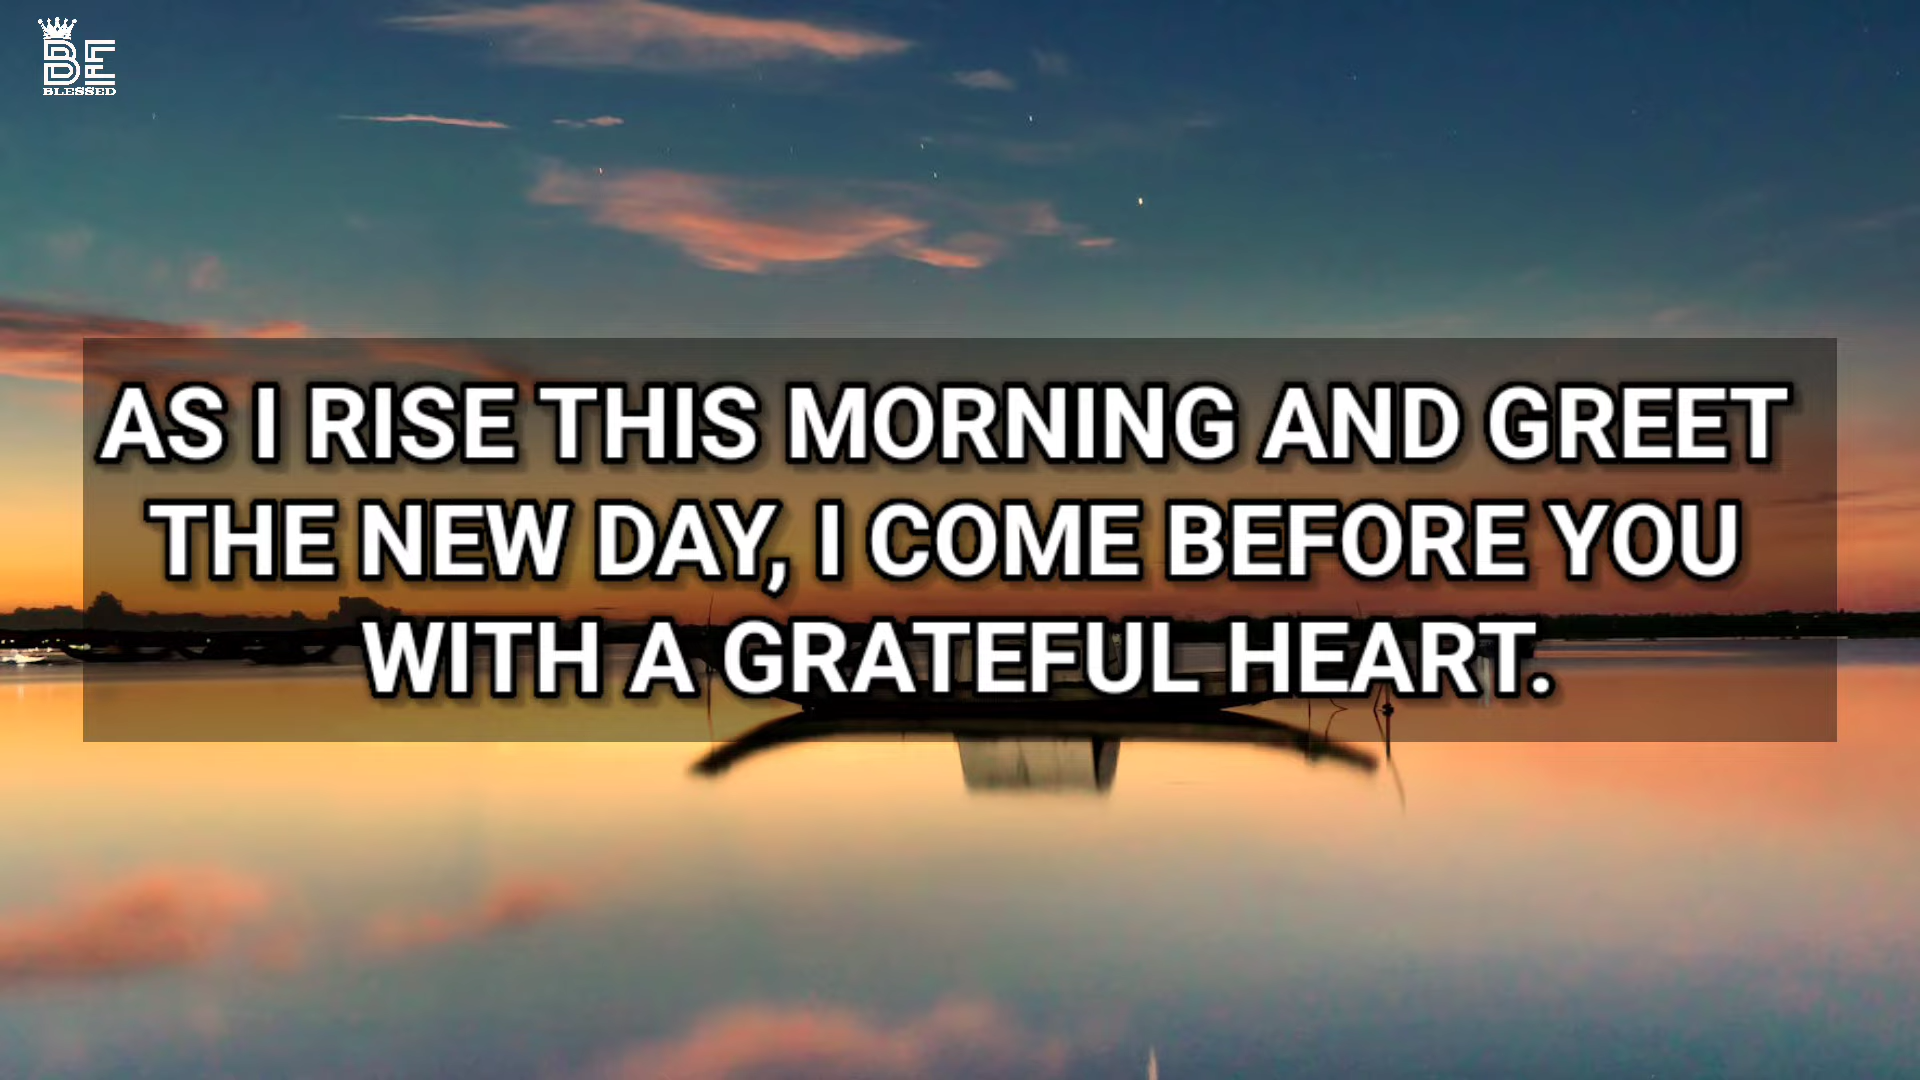 BE
BLESSED
AS I RISE THIS MORNING AND GREET
THE NEW DAY, I COME BEFORE YOU
WITH A GRATEFUL HEART.